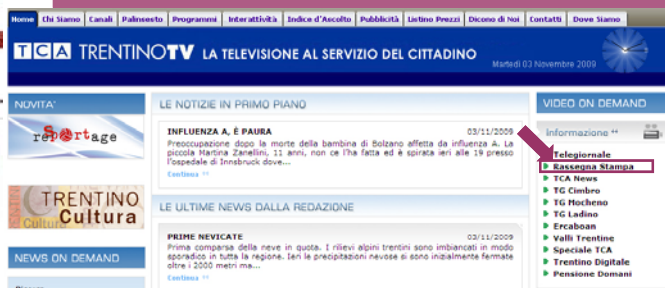 Home Chi Siamo Canali Palinsesto Programmi Interattività Indice d'Ascolto Pubblicità Listino Prezzi Dicono di Noi Contatti Dove Siamo
TCA TRENTINOTV LA TELEVISIONE AL SERVIZIO DEL CITTADINO
Martedì 03 Novembre 2009
NOVITA'
reportage
TRENTINO
Cultura
NEWS ON DEMAND
LE NOTIZIE IN PRIMO PIANO
INFLUENZA A, É PAURA 03/11/2009
Preoccupazione dopo la morte della bambina di Bolzano affetta da influenza A. La
piccola Martina Zanellini, 11 anni, non ce l'ha fatta ed è spirata ieri alle 19 presso
l'ospedale di Innsbruck dove...
Continua
LE ULTIME NEWS DALLA REDAZIONE
PRIME NEVICATE 03/11/2009
Prima comparsa della neve in quota. I rilievi alpini trentini sono imbiancati in modo
sporadico in tutta la regione. Ieri le precipitazioni nevose si sono inizialmente fermate
oltre i 2000 metri ma...
Continua
VIDEO ON DEMAND
Informazione
Telegiornale
Rassegna Stampa
TCA News
TG Cimbro
TG Mocheno
TG Ladino
Ercaboan
Valli Trentine
Speciale TCA
Trentino Digitale
Pensione Domani